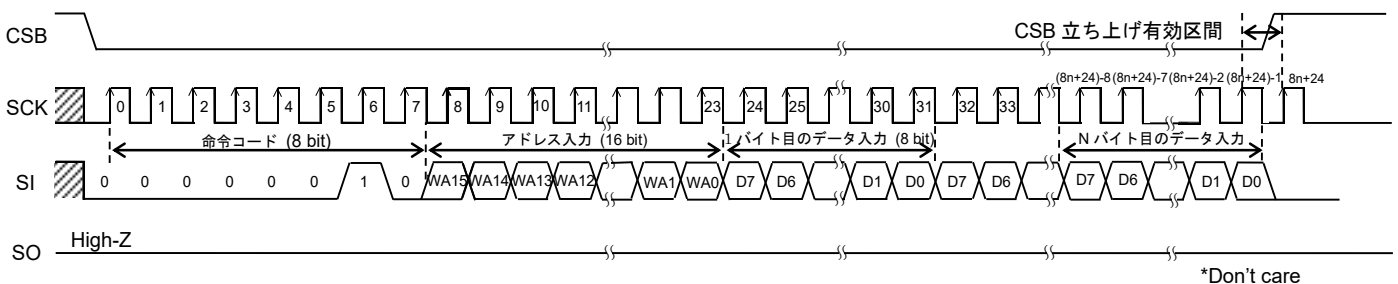 CSB
CSB 立ち上げ有効区間
(8n+24)-8 (8n+24)-7 (8n+24)-2 (8n+24)-1 8n+24
SCK 0 1 2 3 4 5 6 7 8 9 10 11 23 24 25 30 31 32 33
命令コード (8 bit) アドレス入力 (16 bit) 1 バイト目のデータ入力 (8 bit) N バイト目のデータ入力
SI 0 0 0 0 0 0 1 0 WA15 WA14 WA13 WA12 WA1 WA0 D7 D6 D1 D0 D7 D6 D7 D6 D1 D0
High-Z
SO
*Don't care